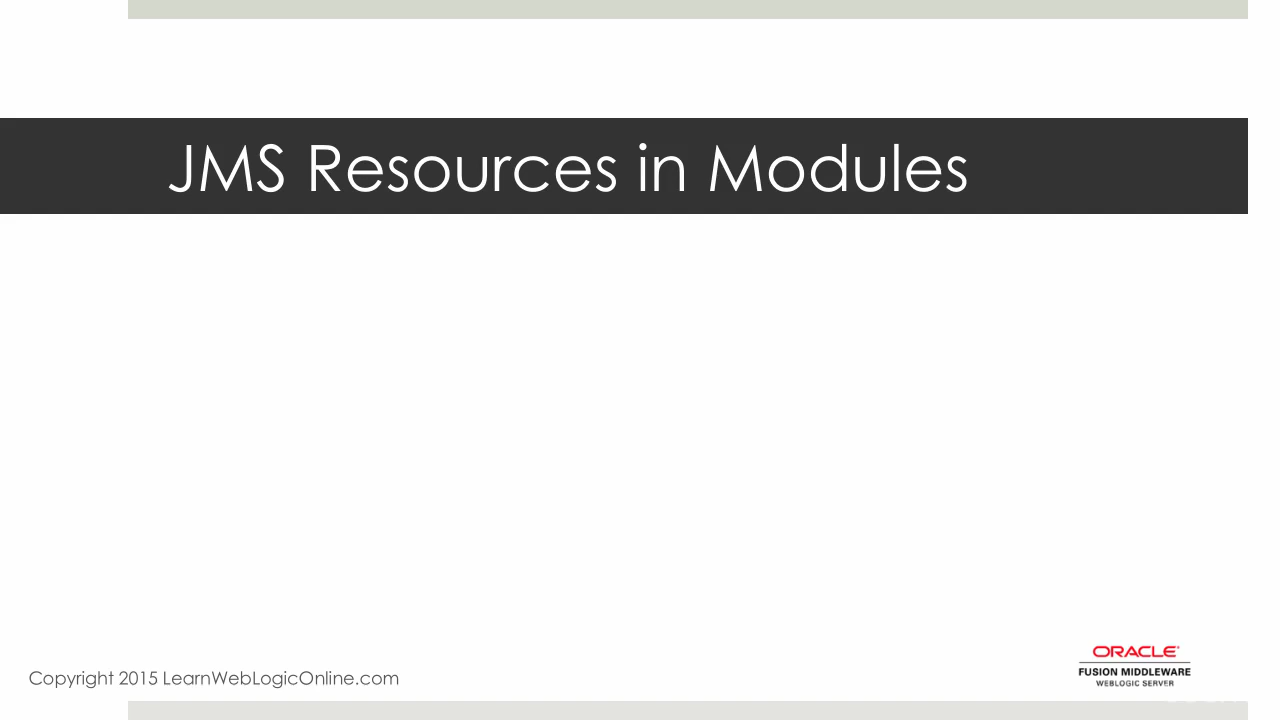 JMS Resources in Modules
Copyright 2015 LearnWebLogicOnline.com
ORACLE
FUSION MIDDLEWARE
WEBLOGIC SERVER